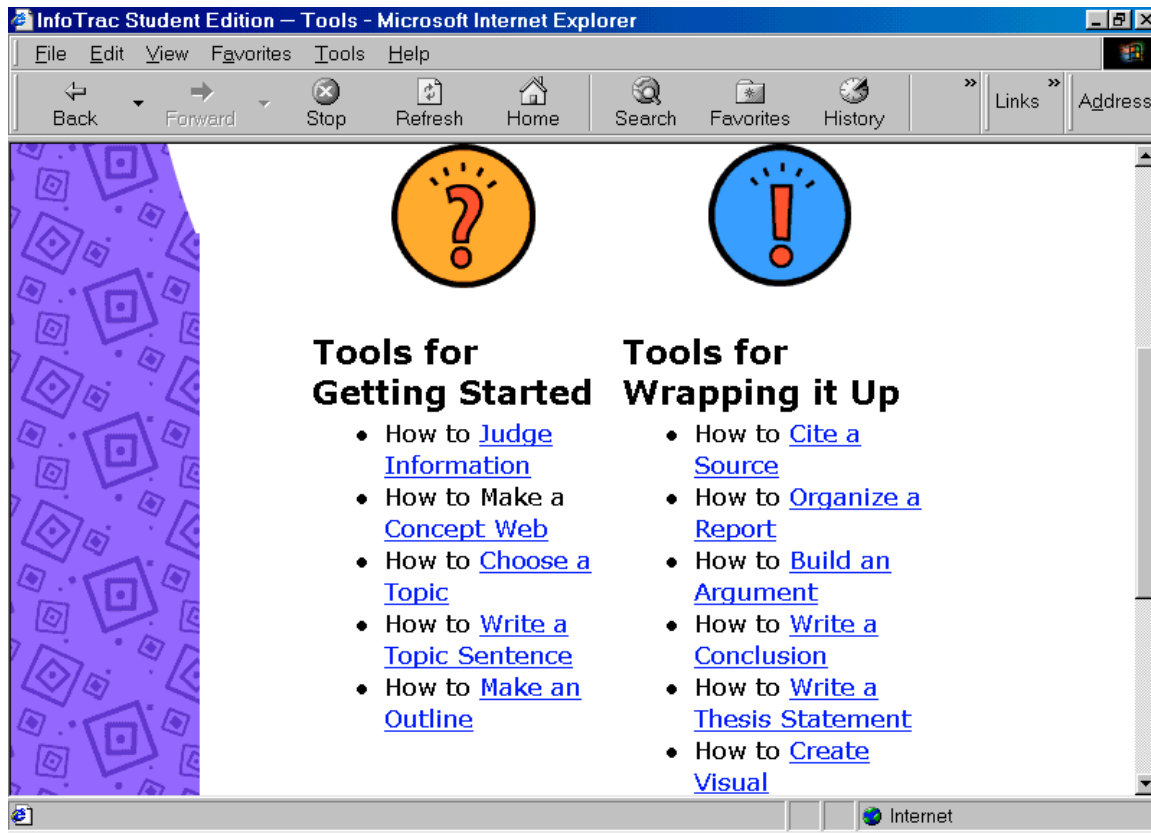 InfoTrac Student Edition — Tools - Microsoft Internet Explorer
File Edit View Favorites Tools Help
Back Forward Stop Refresh Home Search Favorites History » Links » Address
?
!
Tools for
Getting Started
• How to Judge
Information
• How to Make a
Concept Web
• How to Choose a
Topic
• How to Write a
Topic Sentence
• How to Make an
Outline
Tools for
Wrapping it Up
• How to Cite a
Source
• How to Organize a
Report
• How to Build an
Argument
• How to Write a
Conclusion
• How to Write a
Thesis Statement
• How to Create
Visual
Internet